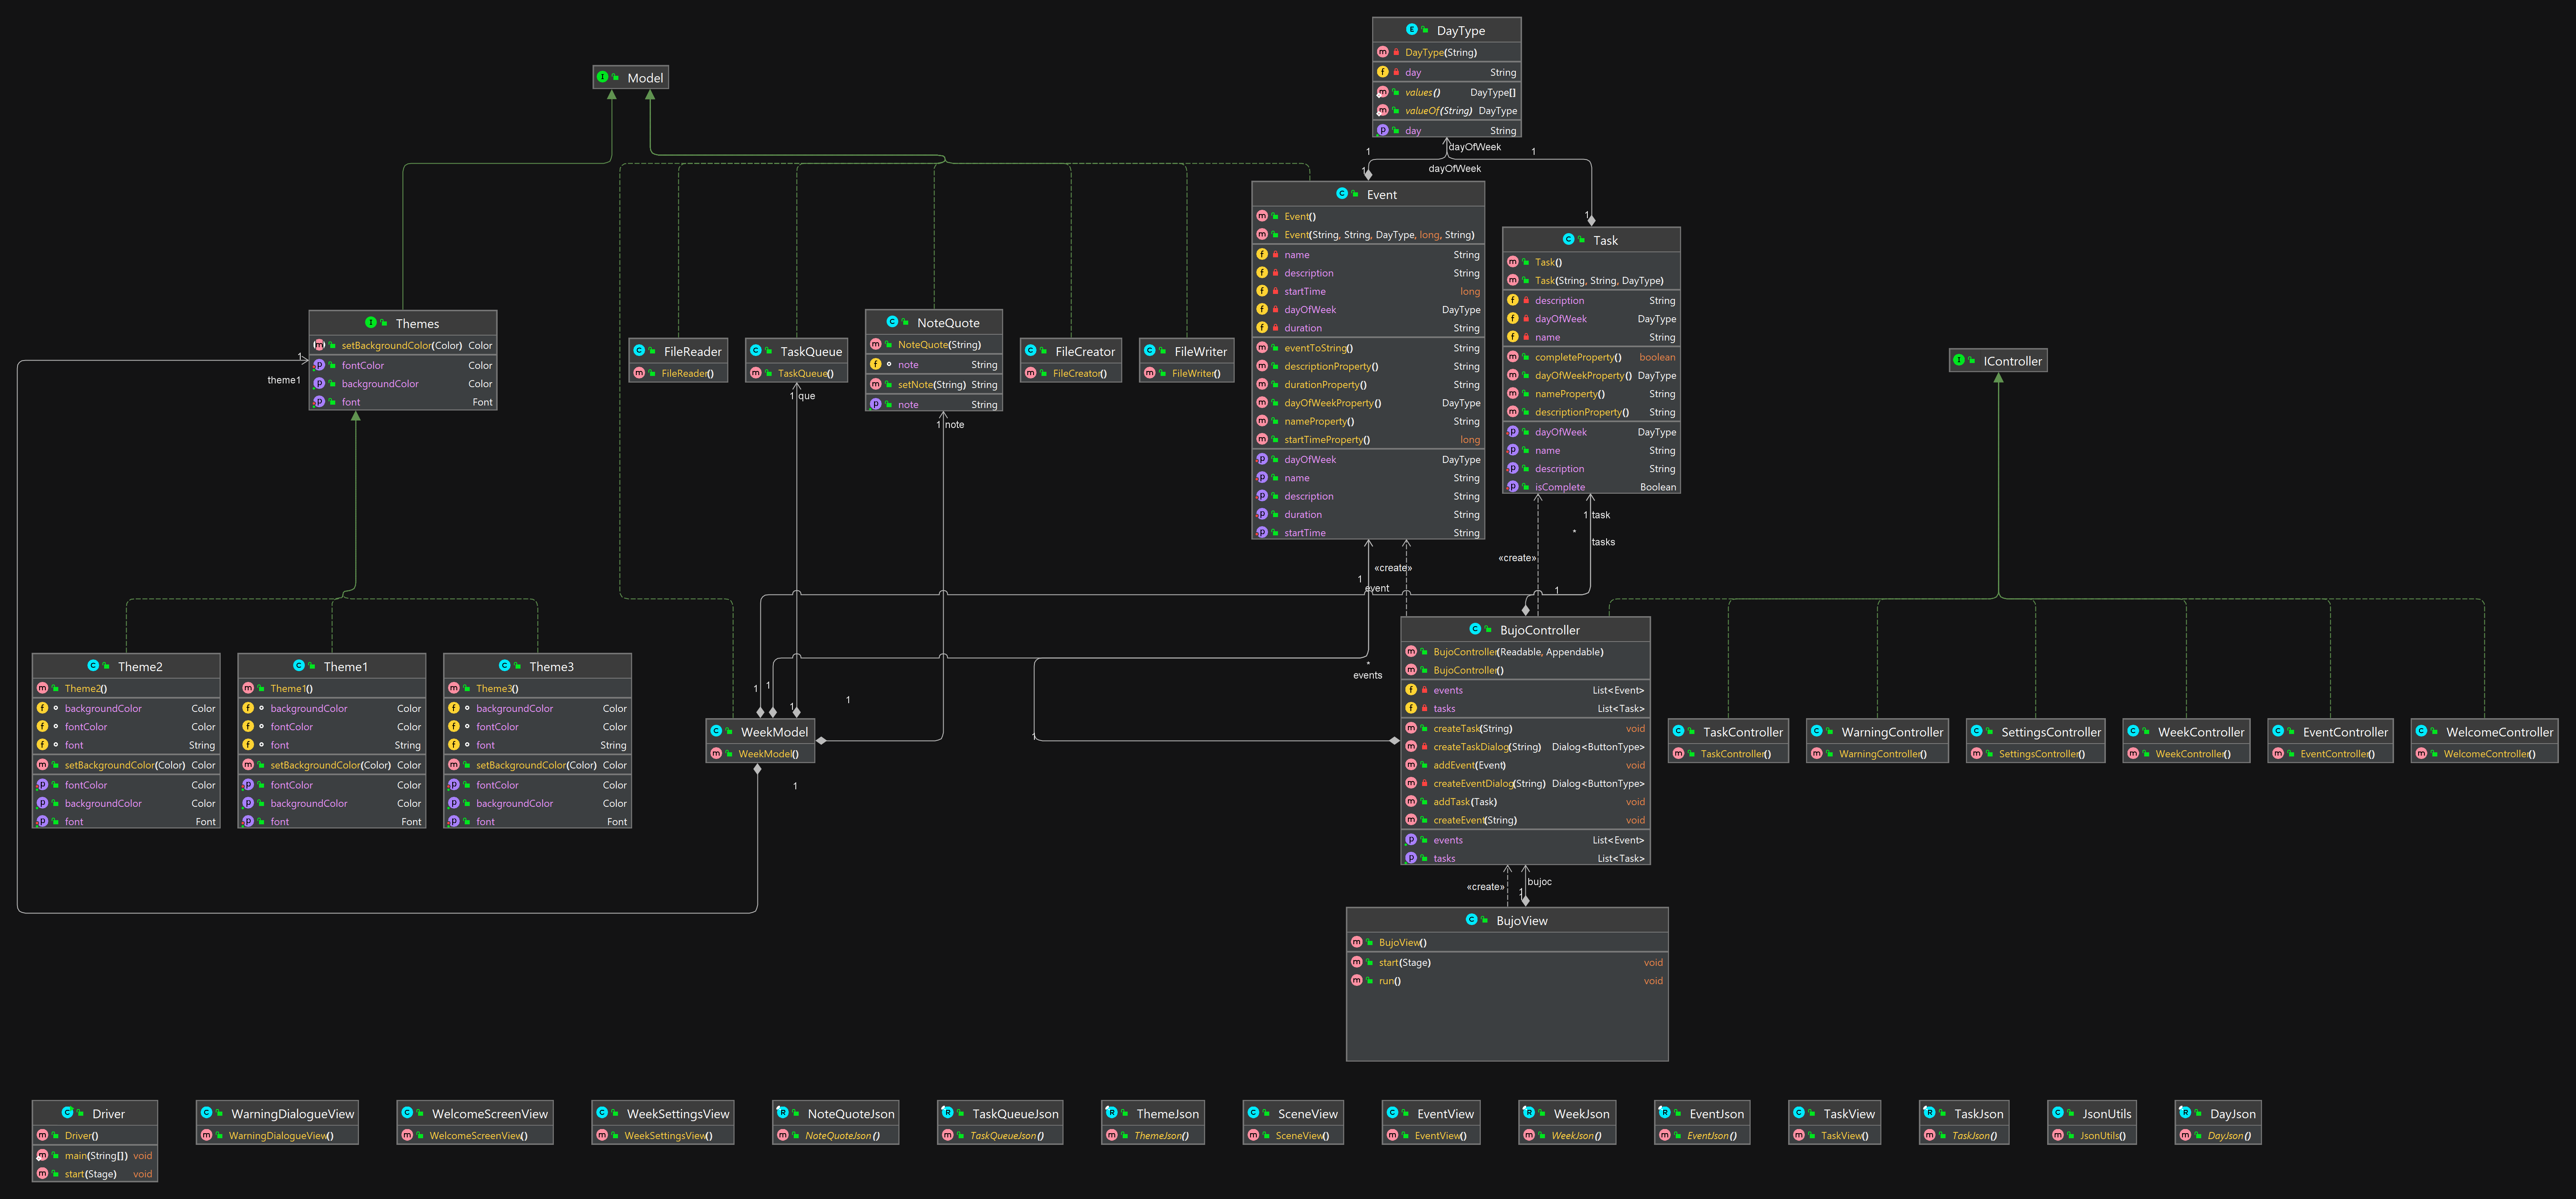 DayType
DayType(String)
day String
values() DayType[]
valueOf(String) DayType
day String
Model
dayOfWeek
1
1
dayOfWeek
1
1
Event
Event()
Event(String, String, DayType, long, String)
name String
description String
startTime long
dayOfWeek DayType
duration String
eventToString() String
descriptionProperty() String
durationProperty() String
dayOfWeekProperty() DayType
nameProperty() String
startTimeProperty() long
dayOfWeek DayType
name String
description String
duration String
startTime String
Task
Task()
Task(String, String, DayType)
description String
dayOfWeek DayType
name String
completeProperty() boolean
dayOfWeekProperty() DayType
nameProperty() String
descriptionProperty() String
dayOfWeek DayType
name String
description String
isComplete Boolean
Themes
setBackgroundColor(Color) Color
fontColor Color
backgroundColor Color
font Font
1
theme1
FileReader
FileReader()
TaskQueue
TaskQueue()
1 que
NoteQuote
NoteQuote(String)
note String
setNote(String) String
note String
1 note
FileCreator
FileCreator()
FileWriter
FileWriter()
IController
1 task
*
tasks
«create»
«create»
1
event
1
Theme2
Theme2()
backgroundColor Color
fontColor Color
font String
setBackgroundColor(Color) Color
fontColor Color
backgroundColor Color
font Font
Theme1
Theme1()
backgroundColor Color
fontColor Color
font String
setBackgroundColor(Color) Color
fontColor Color
backgroundColor Color
font Font
Theme3
Theme3()
backgroundColor Color
fontColor Color
font String
setBackgroundColor(Color) Color
fontColor Color
backgroundColor Color
font Font
1
1
1
1
WeekModel
WeekModel()
1
*
events
1
BujoController
BujoController(Readable, Appendable)
BujoController()
events List<Event>
tasks List<Task>
createTask(String) void
createTaskDialog(String) Dialog<ButtonType>
addEvent(Event) void
createEventDialog(String) Dialog<ButtonType>
addTask(Task) void
createEvent(String) void
events List<Event>
tasks List<Task>
TaskController
TaskController()
WarningController
WarningController()
SettingsController
SettingsController()
WeekController
WeekController()
EventController
EventController()
WelcomeController
WelcomeController()
«create»
bujoc
1
BujoView
BujoView()
start(Stage) void
run() void
Driver
Driver()
main(String[]) void
start(Stage) void
WarningDialogueView
WarningDialogueView()
WelcomeScreenView
WelcomeScreenView()
WeekSettingsView
WeekSettingsView()
NoteQuoteJson
NoteQuoteJson()
TaskQueueJson
TaskQueueJson()
ThemeJson
ThemeJson()
SceneView
SceneView()
EventView
EventView()
WeekJson
WeekJson()
EventJson
EventJson()
TaskView
TaskView()
TaskJson
TaskJson()
JsonUtils
JsonUtils()
DayJson
DayJson()